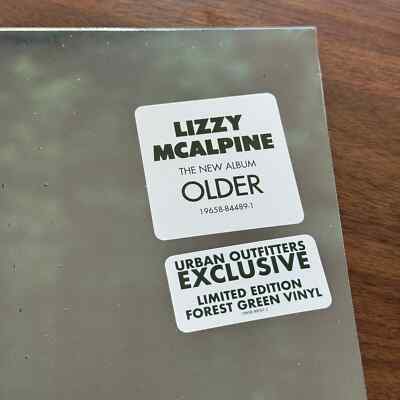 LIZZY
MCALPINE
THE NEW ALBUM
OLDER
19658-84489-1
URBAN OUTFITTERS
EXCLUSIVE
LIMITED EDITION
FOREST GREEN VINYL